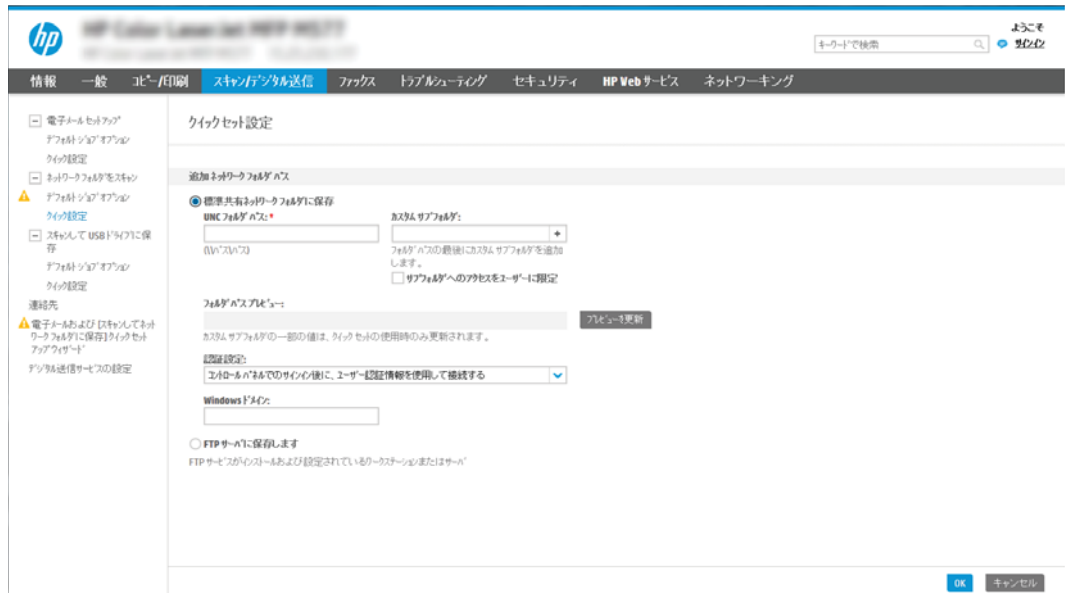 hp
ようこそ
キーワードで検索
サインイン
情報 一般 コピー/印刷 スキャン/デジタル送信 ファックス トラブルシューティング セキュリティ HP Web サービス ネットワーキング
電子メール セットアップ
デフォルト ジョブ オプション
クイック設定
ネットワーク フォルダをスキャン
デフォルト ジョブ オプション
クイック設定
スキャンして USB ドライブに保
存
デフォルト ジョブ オプション
クイック設定
連絡先
電子メールおよび [スキャンしてネット
ワーク フォルダに保存] クイック セット
アップ ウィザード
デジタル送信サービスの設定
クイック セット設定
追加ネットワーク フォルダ パス
標準共有ネットワーク フォルダに保存
UNC フォルダ パス: *
カスタム サブフォルダ:
+
(\\パス\パス)
フォルダ パスの最後にカスタム サブフォルダを追加
します。
サブフォルダへのアクセスをユーザーに限定
フォルダ パス プレビュー:
プレビューを更新
カスタム サブフォルダの一部の値は、クイック セットの使用時のみ更新されます。
認証設定:
コントロール パネルでのサインイン後に、ユーザー認証情報を使用して接続する
Windows ドメイン:
FTP サーバに保存します
FTP サービスがインストールおよび設定されているワークステーションまたはサーバ
OK キャンセル